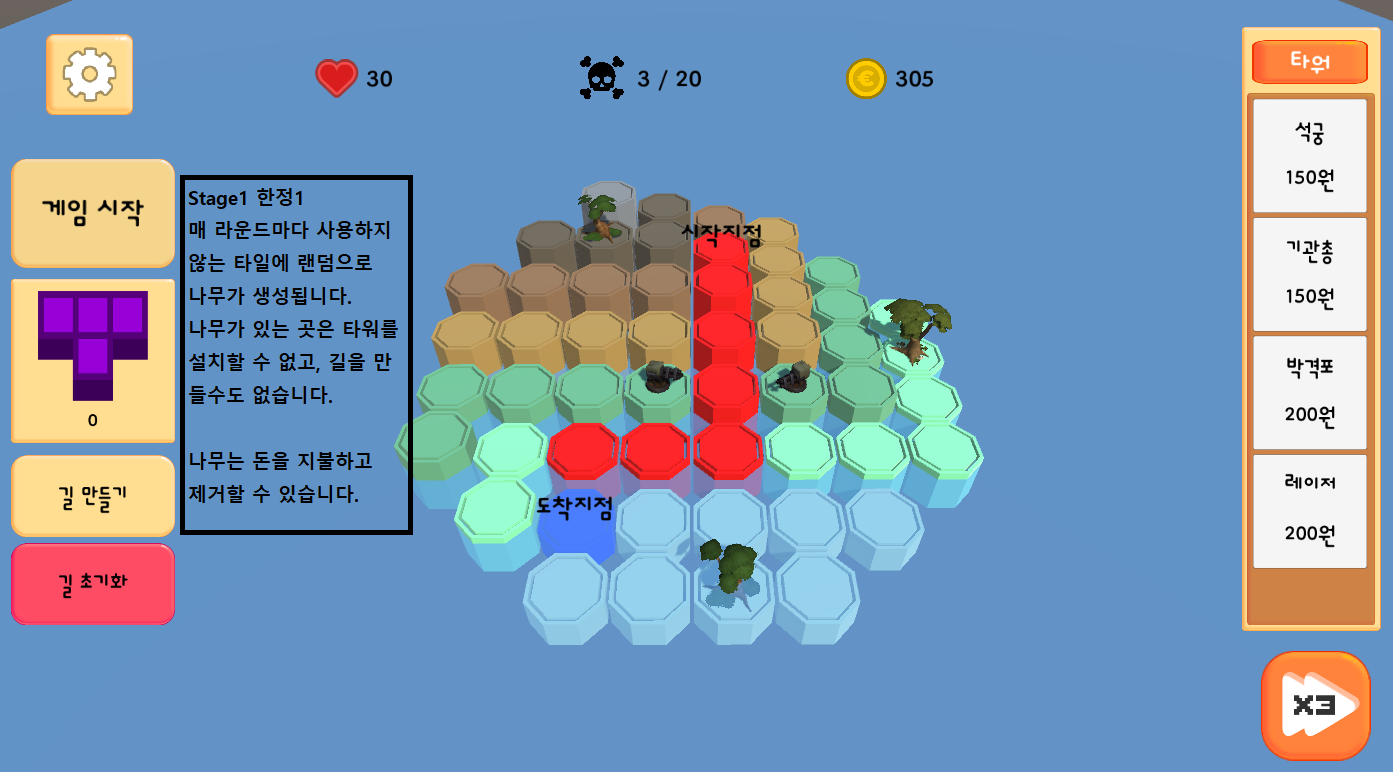 30
3 / 20
305
타워
게임 시작
Stage1 한정1
매 라운드마다 사용하지
않는 타일에 랜덤으로
나무가 생성됩니다.
나무가 있는 곳은 타워를
설치할 수 없고, 길을 만
들수도 없습니다.
나무는 돈을 지불하고
제거할 수 있습니다.
0
길 만들기
길 초기화
시작지점
도착지점
석궁
150원
기관총
150원
박격포
200원
레이저
200원
X3